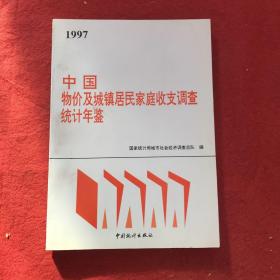 1997
中国
物价及城镇居民家庭收支调查
统计年鉴
国家统计局城市社会经济调查总队 编
中国统计出版社